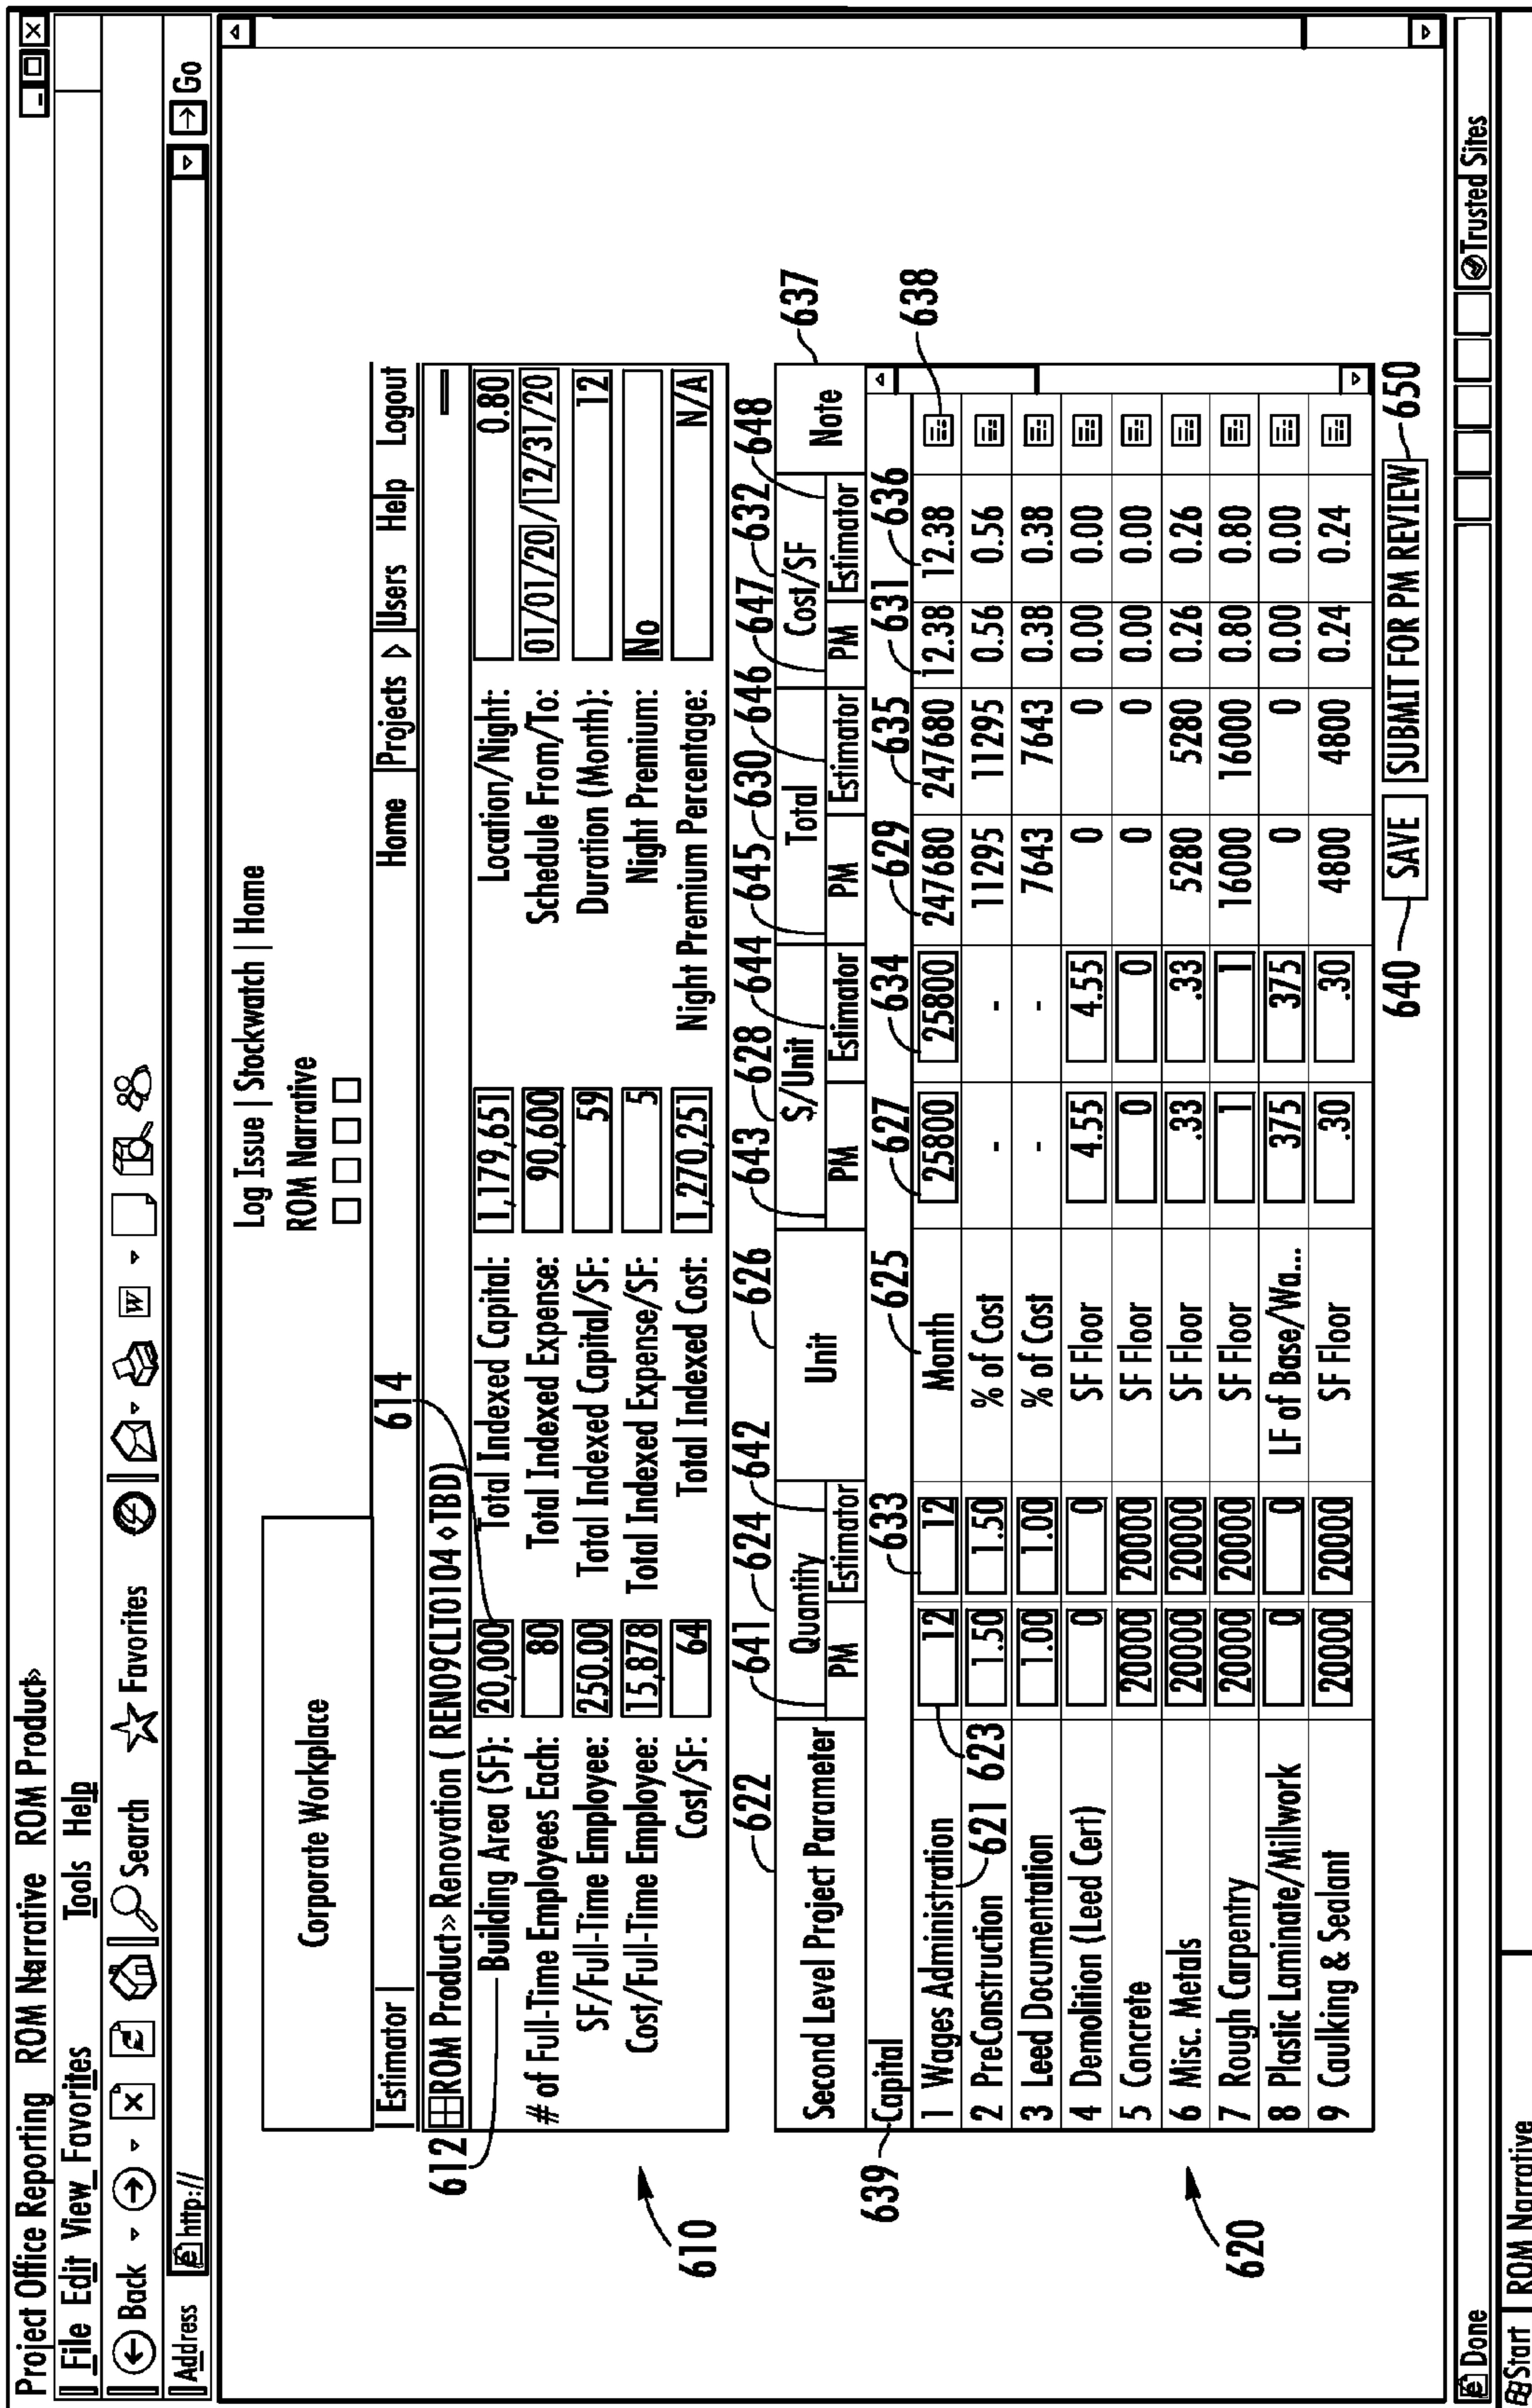 Project Office Reporting ROM Narrative ROM Product»
File Edit View Favorites Tools Help
Back Search Favorites W
Address http:// Go
Log Issue | Stockwatch | Home
Corporate Workplace
ROM Narrative
614
Estimator Home Projects Users Help Logout
612 ROM Product» Renovation ( REN09CLT0104 ◊TBD)
Building Area (SF): 20,000 Total Indexed Capital: 1,179,651 Location/Night: 0.80
# of Full-Time Employees Each: 80 Total Indexed Expense: 90,600 Schedule From/To: 01/01/20 / 12/31/20
SF/Full-Time Employee: 250.00 Total Indexed Capital/SF: 59 Duration (Month): 12
Cost/Full-Time Employee: 15,878 Total Indexed Expense/SF: 5 Night Premium: No
Cost/SF: 64 Total Indexed Cost: 1,270,251 Night Premium Percentage: N/A
610
622 641 624 642 626 643 628 644 645 630 646 647 632 648
Second Level Project Parameter Quantity Unit $/Unit Total Cost/SF Note 637
PM Estimator PM Estimator PM Estimator PM Estimator
639 Capital 633 625 627 634 629 635 631 636
1 Wages Administration 12 12 Month 25800 25800 247680 247680 12.38 12.38 638
2 PreConstruction 621 623 1.50 1.50 % of Cost - - 11295 11295 0.56 0.56
3 Leed Documentation 1.00 1.00 % of Cost - - 7643 7643 0.38 0.38
4 Demolition (Leed Cert) 0 0 SF Floor 4.55 4.55 0 0 0.00 0.00
5 Concrete 20000 20000 SF Floor 0 0 0 0 0.00 0.00
6 Misc. Metals 20000 20000 SF Floor .33 .33 5280 5280 0.26 0.26
7 Rough Carpentry 20000 20000 SF Floor 1 1 16000 16000 0.80 0.80
8 Plastic Laminate/Millwork 0 0 LF of Base/Wa... 375 375 0 0 0.00 0.00
9 Caulking & Sealant 20000 20000 SF Floor .30 .30 4800 4800 0.24 0.24
620
640 SAVE SUBMIT FOR PM REVIEW 650
Done Trusted Sites
Start ROM Narrative